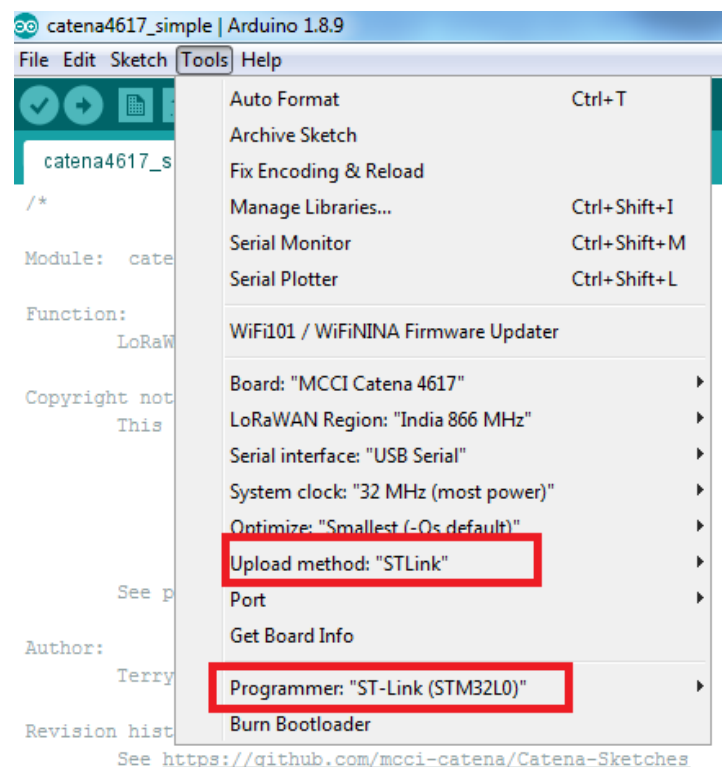 catena4617_simple | Arduino 1.8.9
File Edit Sketch Tools Help
catena4617_s
Auto Format Ctrl+T
Archive Sketch
Fix Encoding & Reload
/*
Manage Libraries... Ctrl+Shift+I
Serial Monitor Ctrl+Shift+M
Module: cate
Serial Plotter Ctrl+Shift+L
Function:
WiFi101 / WiFiNINA Firmware Updater
LoRaW
Board: "MCCI Catena 4617"
Copyright not
LoRaWAN Region: "India 866 MHz"
This
Serial interface: "USB Serial"
System clock: "32 MHz (most power)"
Optimize: "Smallest (-Os default)"
Upload method: "STLink"
See p
Port
Get Board Info
Author:
Terry
Programmer: "ST-Link (STM32L0)"
Revision hist
Burn Bootloader
See https://github.com/mcci-catena/Catena-Sketches